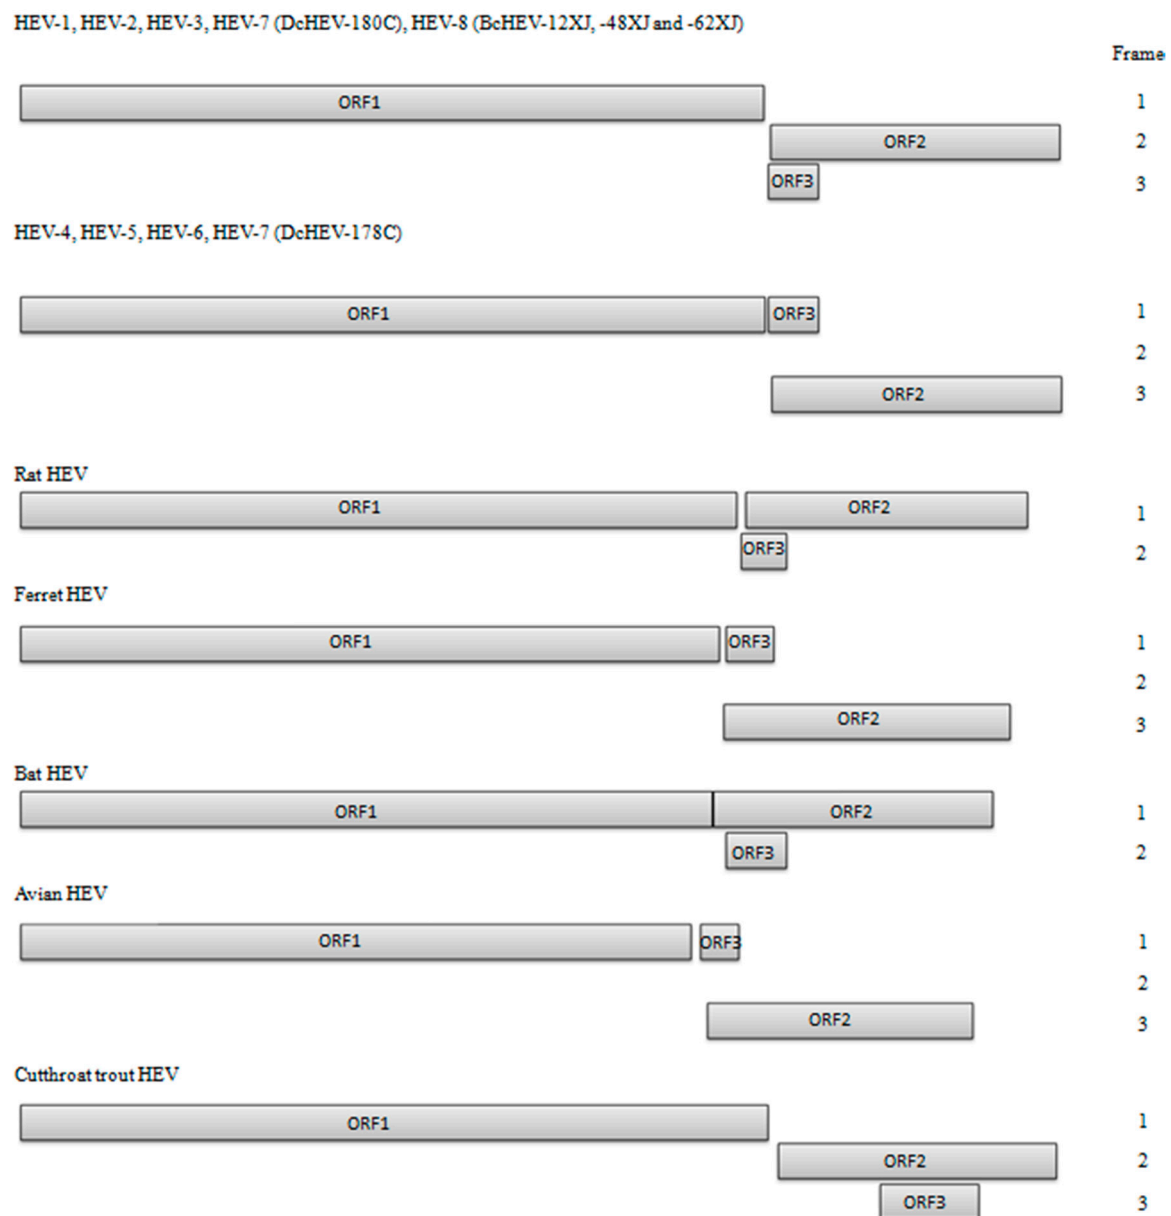 HEV-1, HEV-2, HEV-3, HEV-7 (DcHEV-180C), HEV-8 (BcHEV-12XJ, -48XJ and -62XJ)
Frame
ORF1 1
ORF2 2
ORF3 3
HEV-4, HEV-5, HEV-6, HEV-7 (DcHEV-178C)
ORF1 ORF3 1
2
ORF2 3
Rat HEV
ORF1 ORF2 1
ORF3 2
Ferret HEV
ORF1 ORF3 1
2
ORF2 3
Bat HEV
ORF1 ORF2 1
ORF3 2
Avian HEV
ORF1 ORF3 1
2
ORF2 3
Cutthroat trout HEV
ORF1 1
ORF2 2
ORF3 3